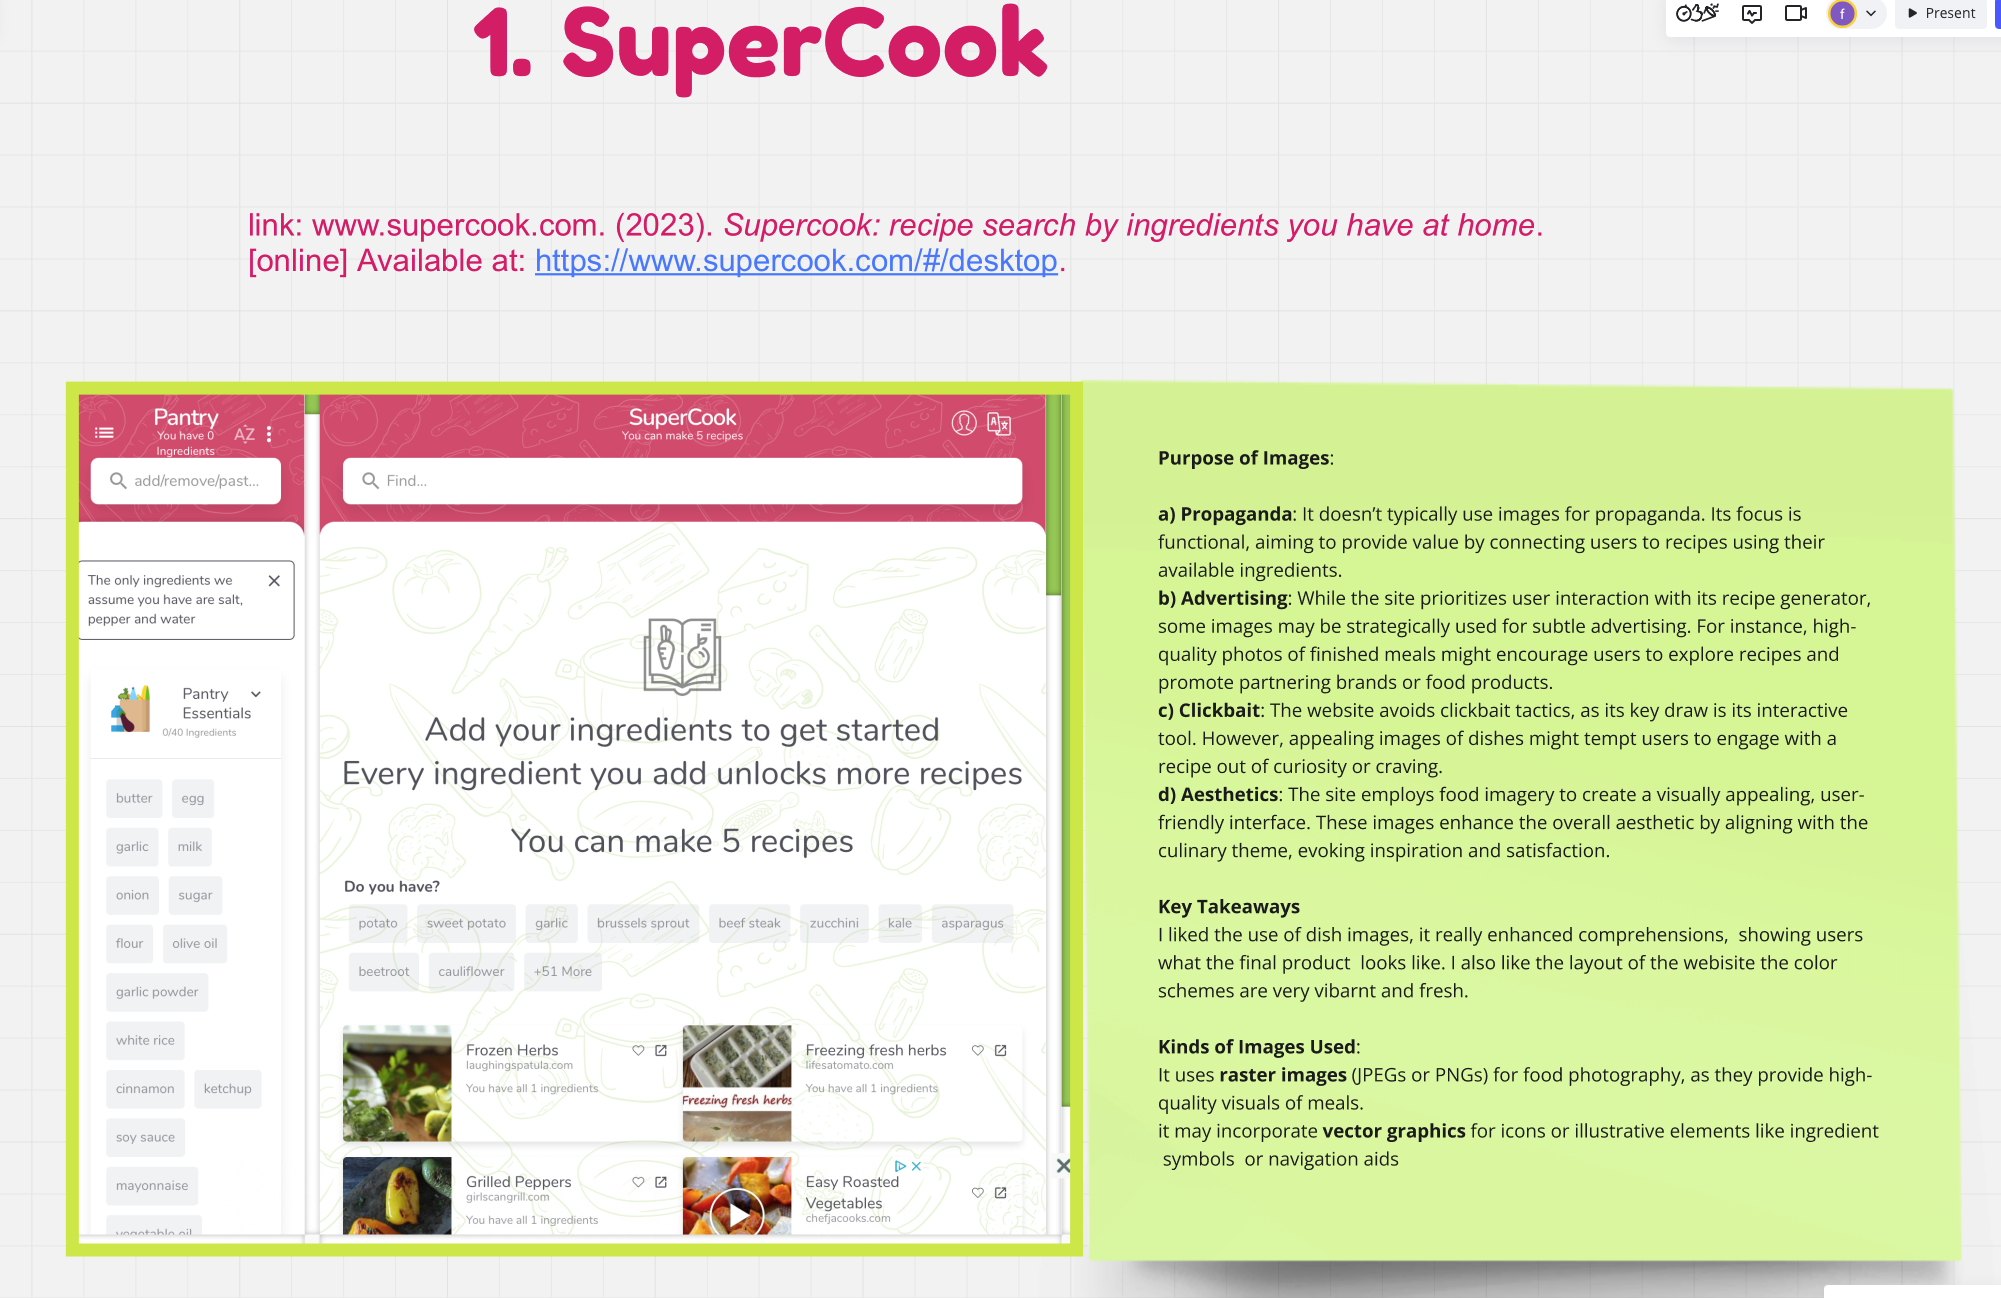 f
Present
1. SuperCook
link: www.supercook.com. (2023). Supercook: recipe search by ingredients you have at home.
[online] Available at: https://www.supercook.com/#/desktop.
Pantry
You have 0
Ingredients
AZ
add/remove/past...
The only ingredients we
assume you have are salt,
pepper and water
Pantry
Essentials
0/40 Ingredients
butter egg
garlic milk
onion sugar
flour olive oil
garlic powder
white rice
cinnamon ketchup
soy sauce
mayonnaise
vegetable oil
SuperCook
You can make 5 recipes
A
Find...
Add your ingredients to get started
Every ingredient you add unlocks more recipes
You can make 5 recipes
Do you have?
potato sweet potato garlic brussels sprout beef steak zucchini kale asparagus
beetroot cauliflower +51 More
Frozen Herbs
laughingspatula.com
You have all 1 ingredients
Freezing fresh herbs
Freezing fresh herbs
lifesatomato.com
You have all 1 ingredients
Grilled Peppers
girlscangrill.com
You have all 1 ingredients
Easy Roasted
Vegetables
chefjacooks.com
Purpose of Images:
a) Propaganda: It doesn't typically use images for propaganda. Its focus is
functional, aiming to provide value by connecting users to recipes using their
available ingredients.
b) Advertising: While the site prioritizes user interaction with its recipe generator,
some images may be strategically used for subtle advertising. For instance, high-
quality photos of finished meals might encourage users to explore recipes and
promote partnering brands or food products.
c) Clickbait: The website avoids clickbait tactics, as its key draw is its interactive
tool. However, appealing images of dishes might tempt users to engage with a
recipe out of curiosity or craving.
d) Aesthetics: The site employs food imagery to create a visually appealing, user-
friendly interface. These images enhance the overall aesthetic by aligning with the
culinary theme, evoking inspiration and satisfaction.
Key Takeaways
I liked the use of dish images, it really enhanced comprehensions,  showing users
what the final product  looks like. I also like the layout of the webisite the color
schemes are very vibarnt and fresh.
Kinds of Images Used:
It uses raster images (JPEGs or PNGs) for food photography, as they provide high-
quality visuals of meals.
it may incorporate vector graphics for icons or illustrative elements like ingredient
symbols  or navigation aids